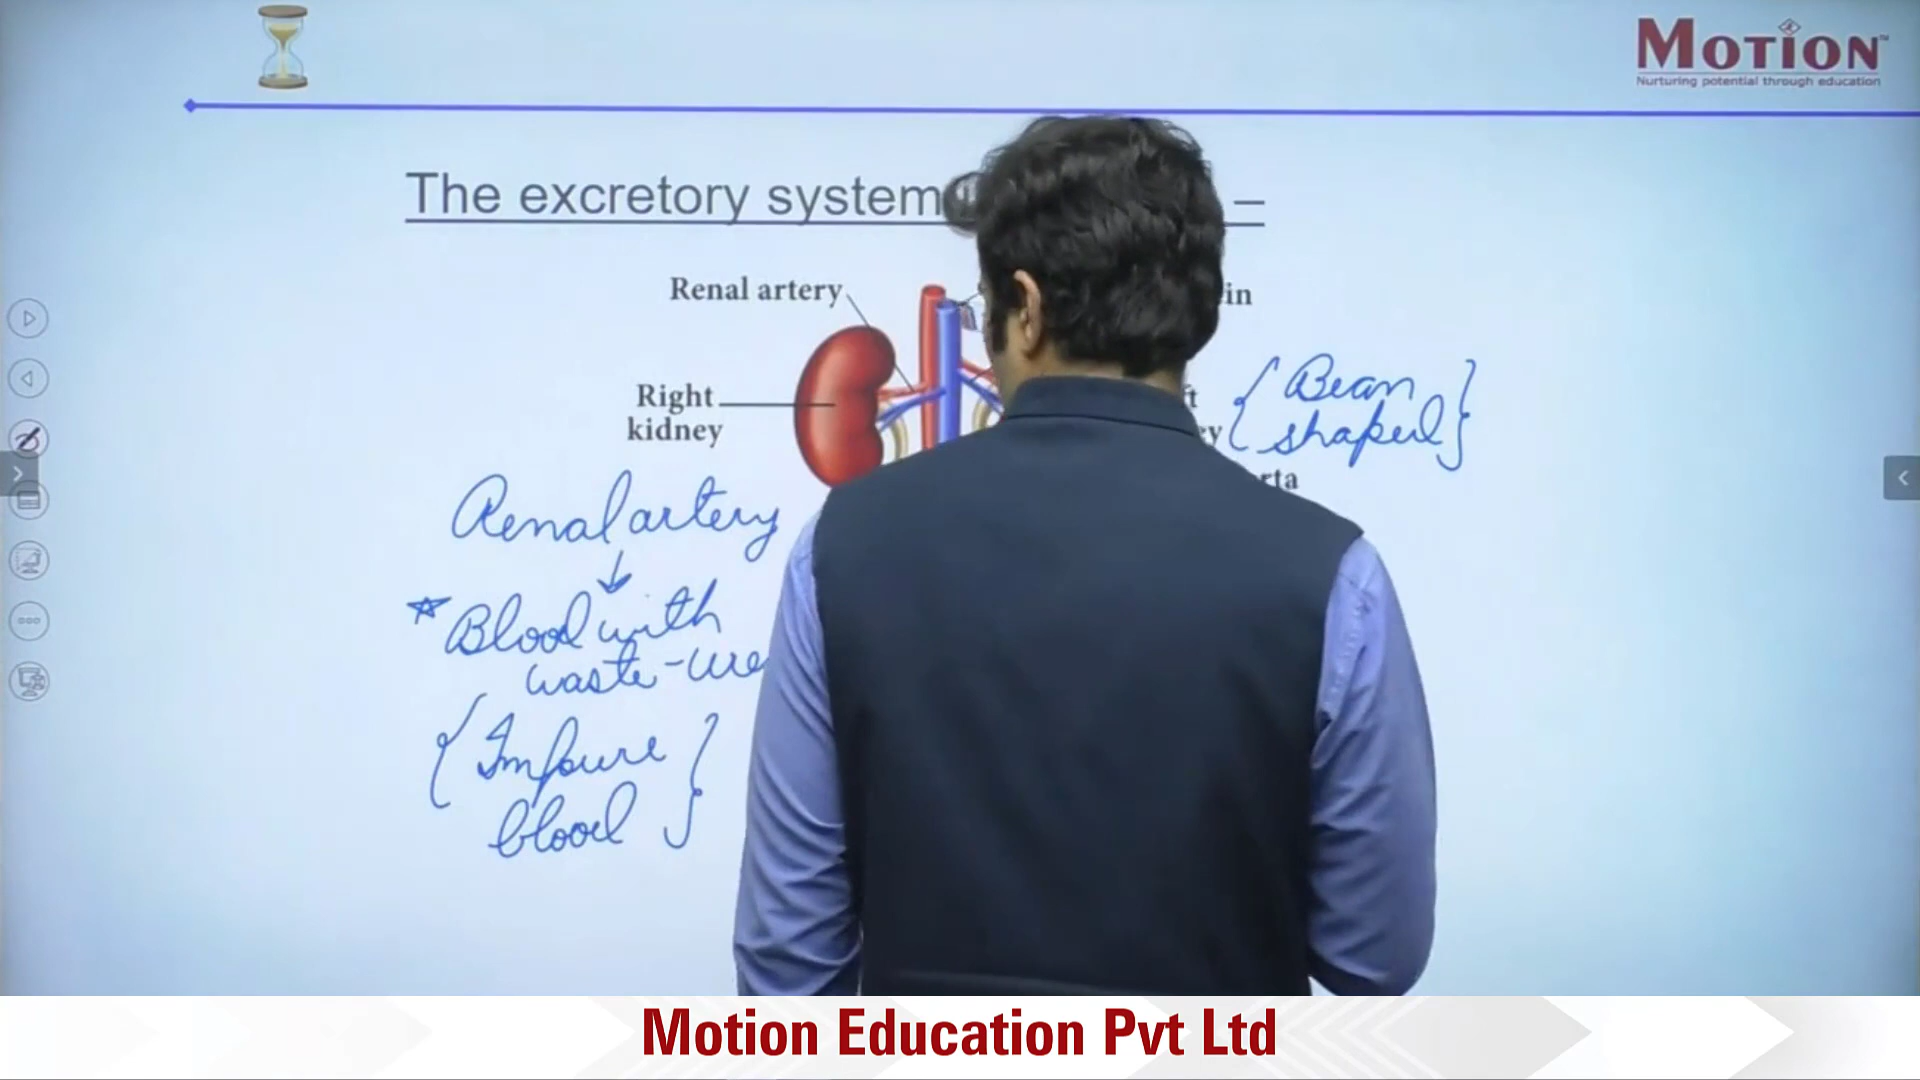 MOTION
Nurturing potential through education
The excretory system
Renal artery
Right
kidney
{ Bean
shaped }
Renal artery
↓
* Blood with
waste -
{ Impure
blood }
Motion Education Pvt Ltd